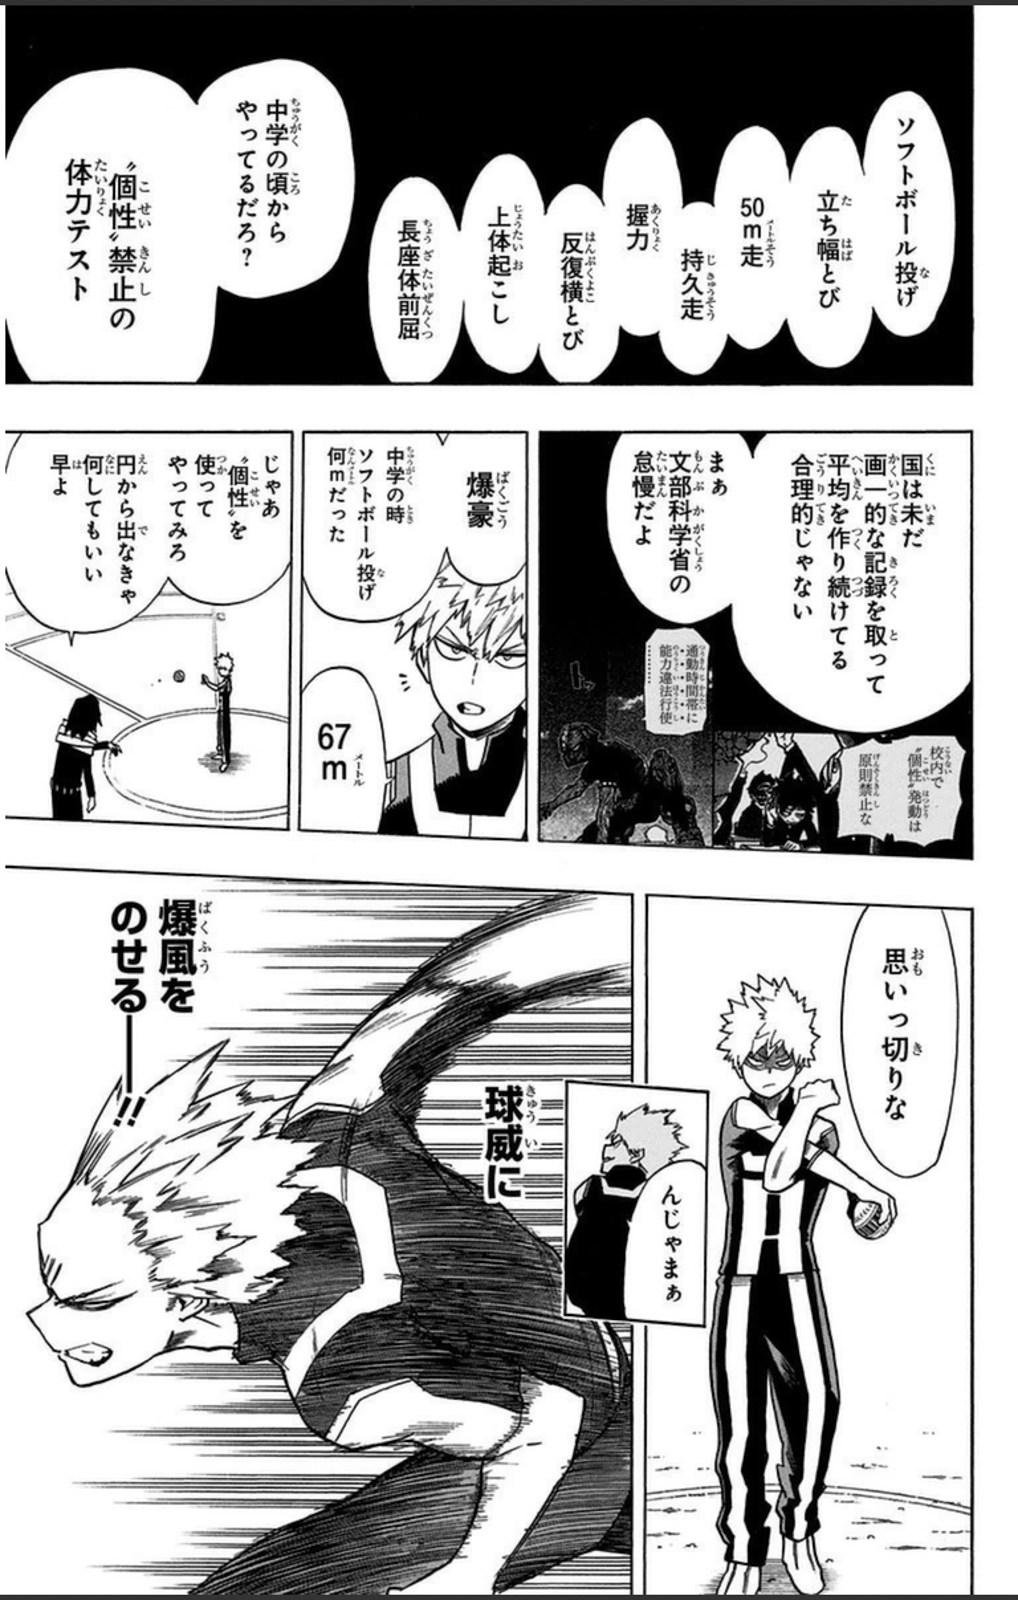 ソフトボール投げ
立ち幅とび
50m走
持久走
握力
反復横とび
上体起こし
長座体前屈
中学の頃から
やってるだろ?
〝個性〟禁止の
体力テスト
国は未だ
画一的な記録を取って
平均を作り続けてる
合理的じゃない
まぁ
文部科学省の
怠慢だよ
校内で
〝個性〟発動は
原則禁止な
通勤時間帯に
能力違法行使
………
爆豪
中学の時
ソフトボール投げ
何mだった
67m
じゃあ
〝個性〟を
使って
やってみろ
円から出なきゃ
何してもいい
早よ
思いっ切りな
んじゃまぁ
球威に
爆風を
のせる――!!